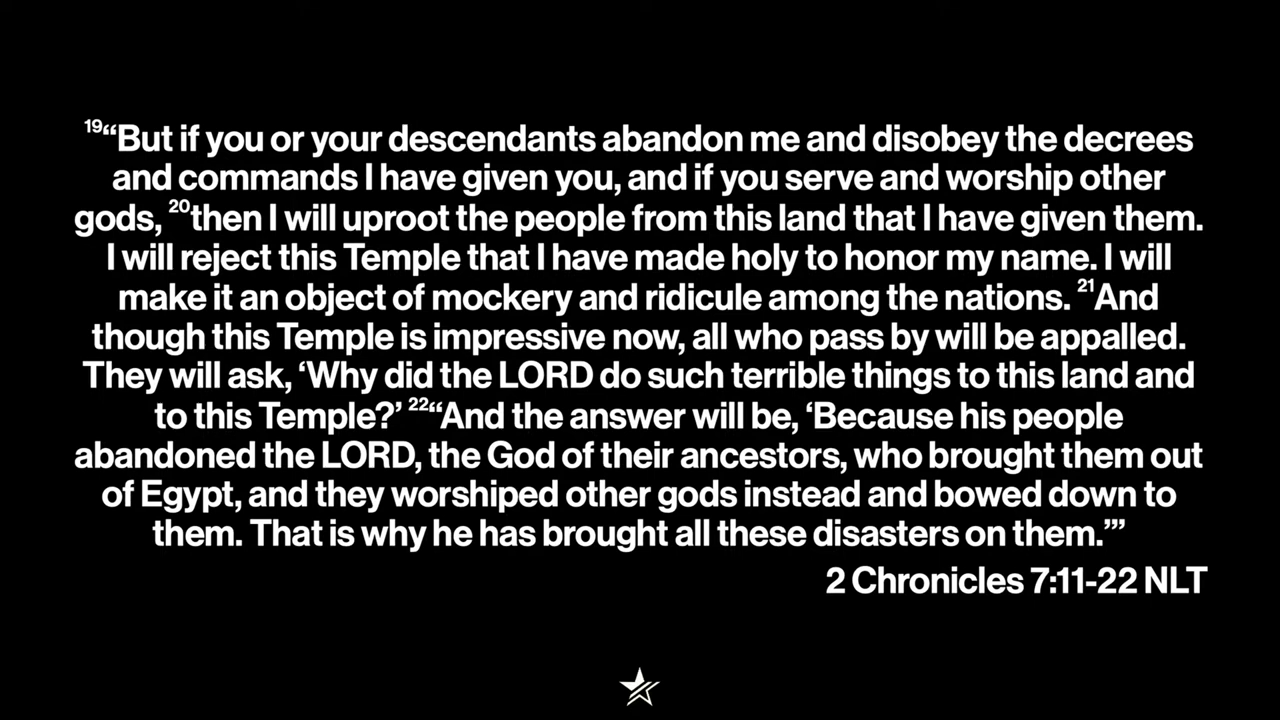 ¹⁹“But if you or your descendants abandon me and disobey the decrees
and commands I have given you, and if you serve and worship other
gods, ²⁰then I will uproot the people from this land that I have given them.
I will reject this Temple that I have made holy to honor my name. I will
make it an object of mockery and ridicule among the nations. ²¹And
though this Temple is impressive now, all who pass by will be appalled.
They will ask, ‘Why did the LORD do such terrible things to this land and
to this Temple?’ ²²“And the answer will be, ‘Because his people
abandoned the LORD, the God of their ancestors, who brought them out
of Egypt, and they worshiped other gods instead and bowed down to
them. That is why he has brought all these disasters on them.’”
2 Chronicles 7:11-22 NLT